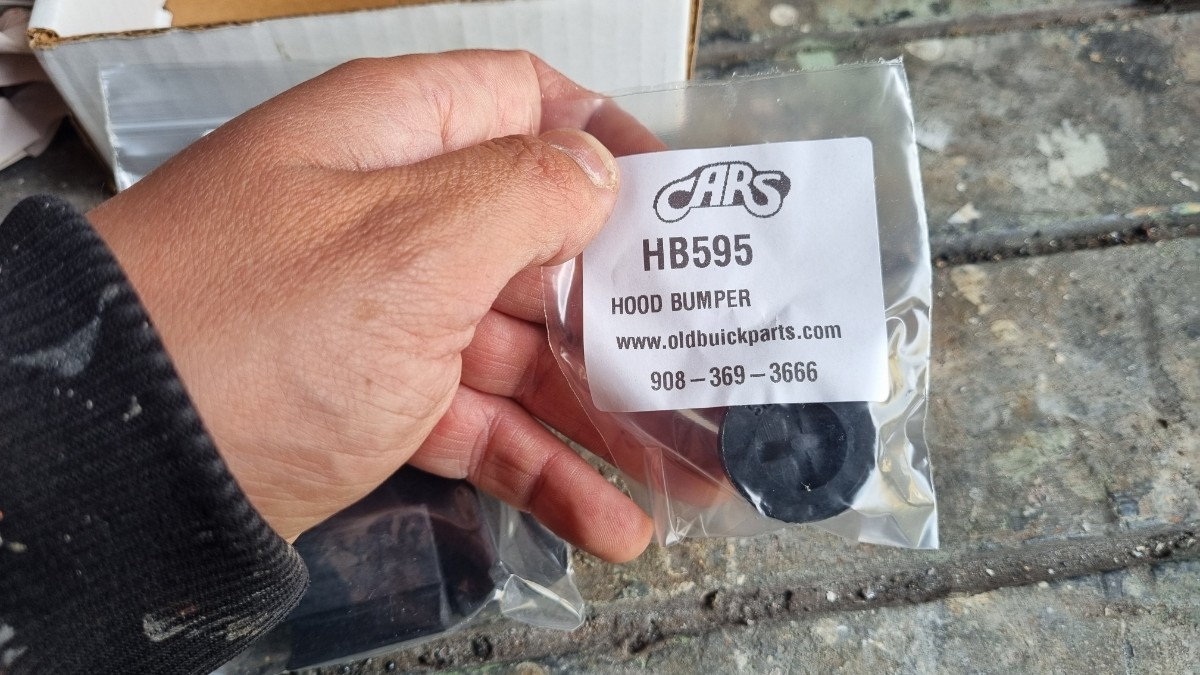 CARS
HB595
HOOD BUMPER
www.oldbuickparts.com
908-369-3666